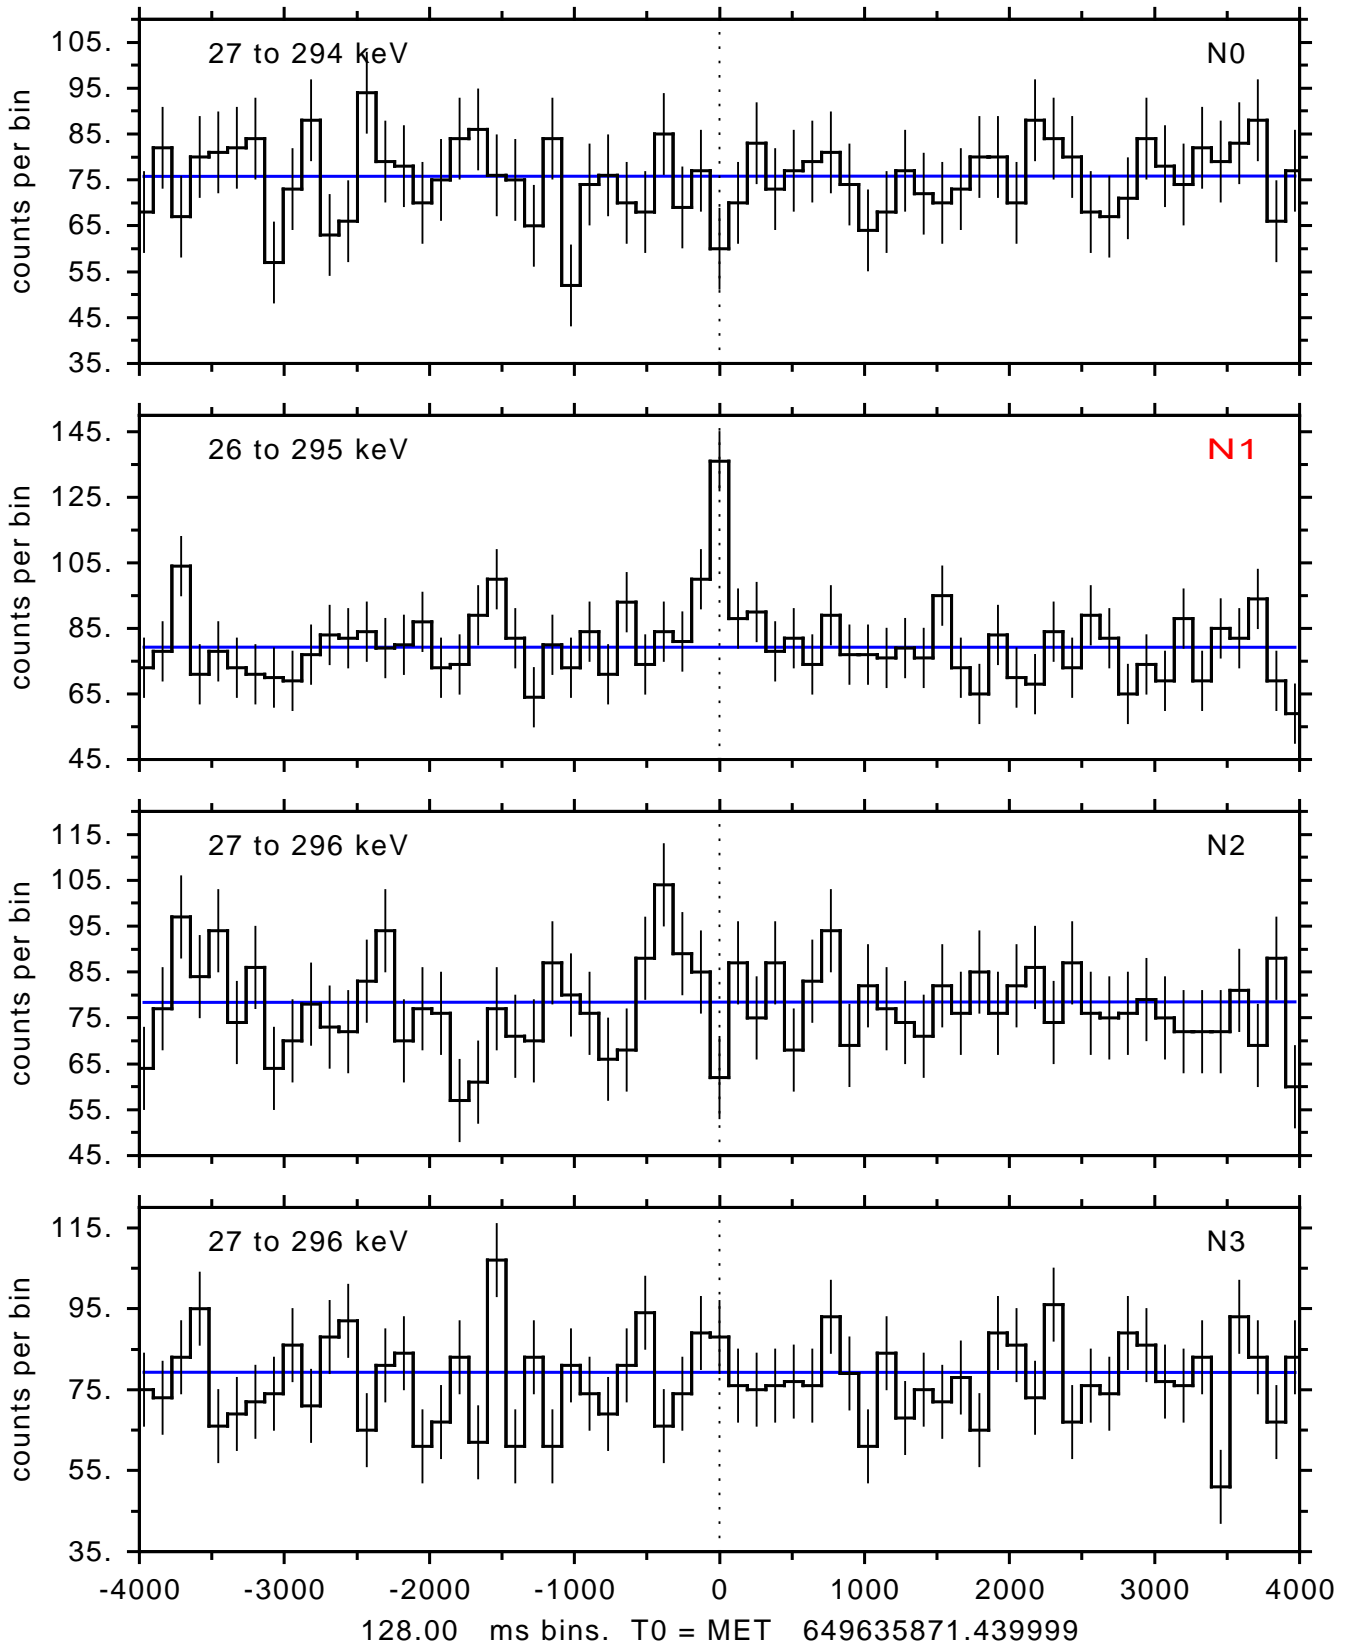 27 to 294 keV N0
105.
95.
85.
75.
65.
55.
45.
35.
counts per bin
26 to 295 keV N1
145.
125.
105.
85.
65.
45.
counts per bin
27 to 296 keV N2
115.
105.
95.
85.
75.
65.
55.
45.
counts per bin
27 to 296 keV N3
115.
95.
75.
55.
35.
counts per bin
-4000 -3000 -2000 -1000 0 1000 2000 3000 4000
128.00 ms bins. T0 = MET 649635871.439999